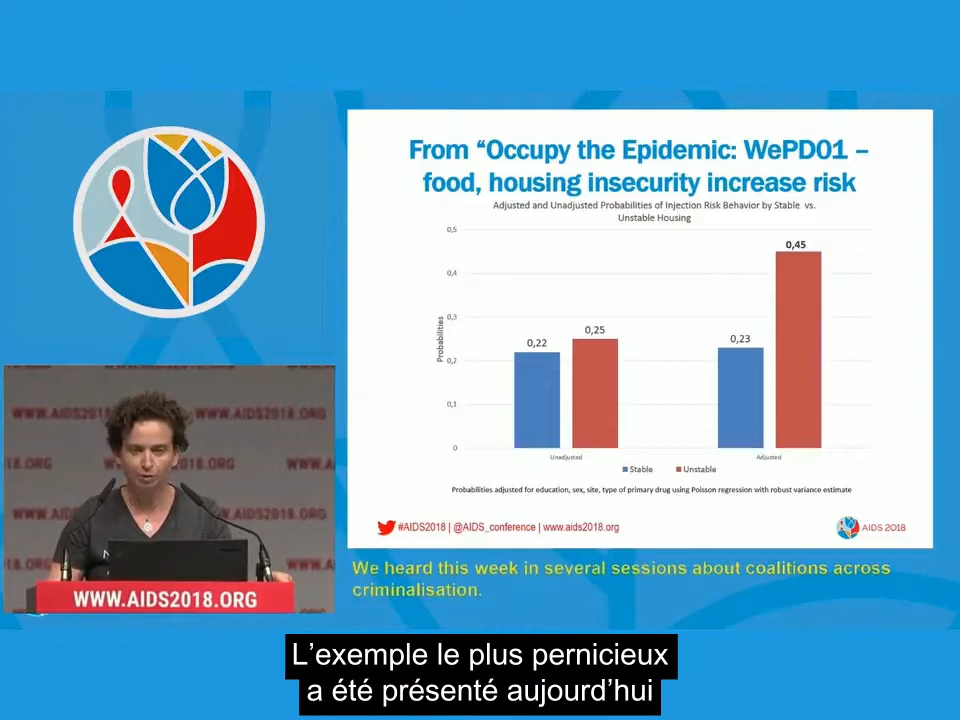 From “Occupy the Epidemic: WePD01 –
food, housing insecurity increase risk
Adjusted and Unadjusted Probabilities of Injection Risk Behavior by Stable vs.
Unstable Housing
0,5
0,4
0,3
0,2
0,1
0
Probabilities
0,22
0,25
0,23
0,45
Unadjusted
Adjusted
Stable
Unstable
Probabilities adjusted for education, sex, site, type of primary drug using Poisson regression with robust variance estimate
#AIDS2018 | @AIDS_conference | www.aids2018.org
AIDS 2018
WWW.AIDS2018.ORG WWW.AIDS2018.ORG
.ORG WWW.AIDS2018.ORG
WWW.AIDS2018.ORG
We heard this week in several sessions about coalitions across
criminalisation.
L’exemple le plus pernicieux
a été présenté aujourd’hui